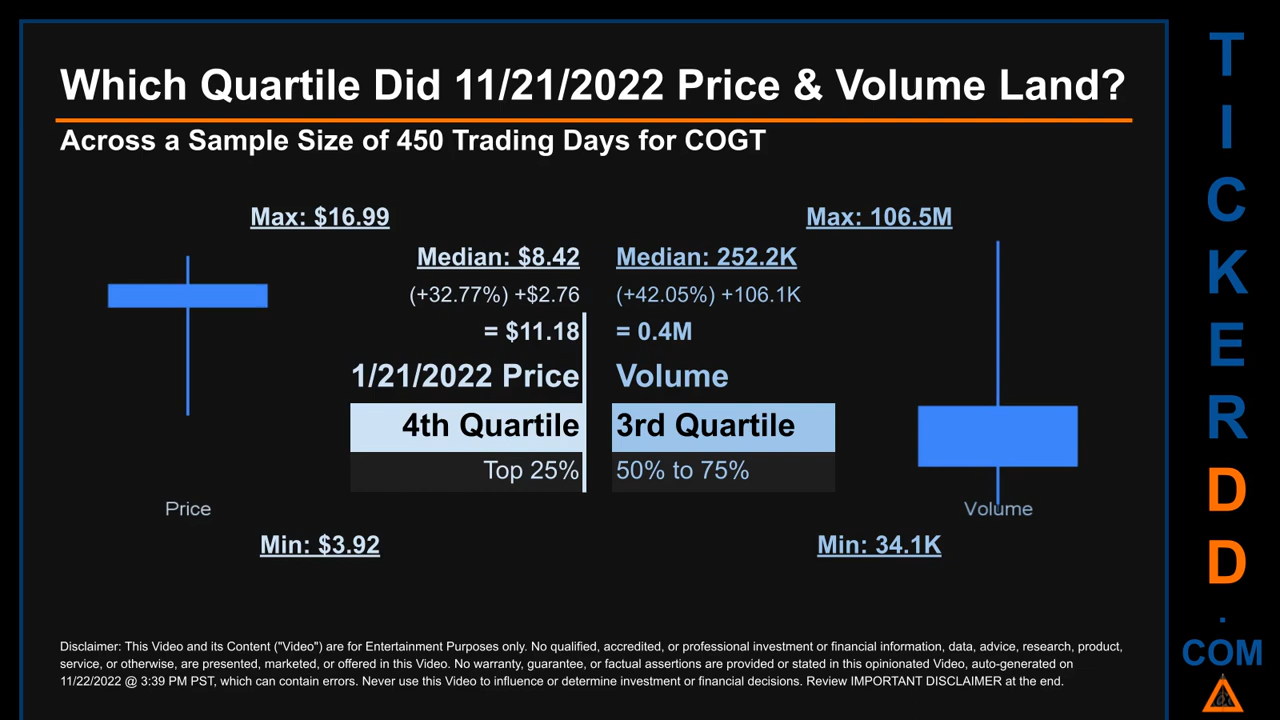 Which Quartile Did 11/21/2022 Price & Volume Land?
Across a Sample Size of 450 Trading Days for COGT
Max: $16.99
Max: 106.5M
Median: $8.42
Median: 252.2K
(+32.77%) +$2.76
(+42.05%) +106.1K
= $11.18
= 0.4M
1/21/2022 Price
Volume
4th Quartile
3rd Quartile
Top 25%
50% to 75%
Price
Volume
Min: $3.92
Min: 34.1K
Disclaimer: This Video and its Content ("Video") are for Entertainment Purposes only. No qualified, accredited, or professional investment or financial information, data, advice, research, product,
service, or otherwise, are presented, marketed, or offered in this Video. No warranty, guarantee, or factual assertions are provided or stated in this opinionated Video, auto-generated on
11/22/2022 @ 3:39 PM PST, which can contain errors. Never use this Video to influence or determine investment or financial decisions. Review IMPORTANT DISCLAIMER at the end.
T
I
C
K
E
R
D
D
.
COM